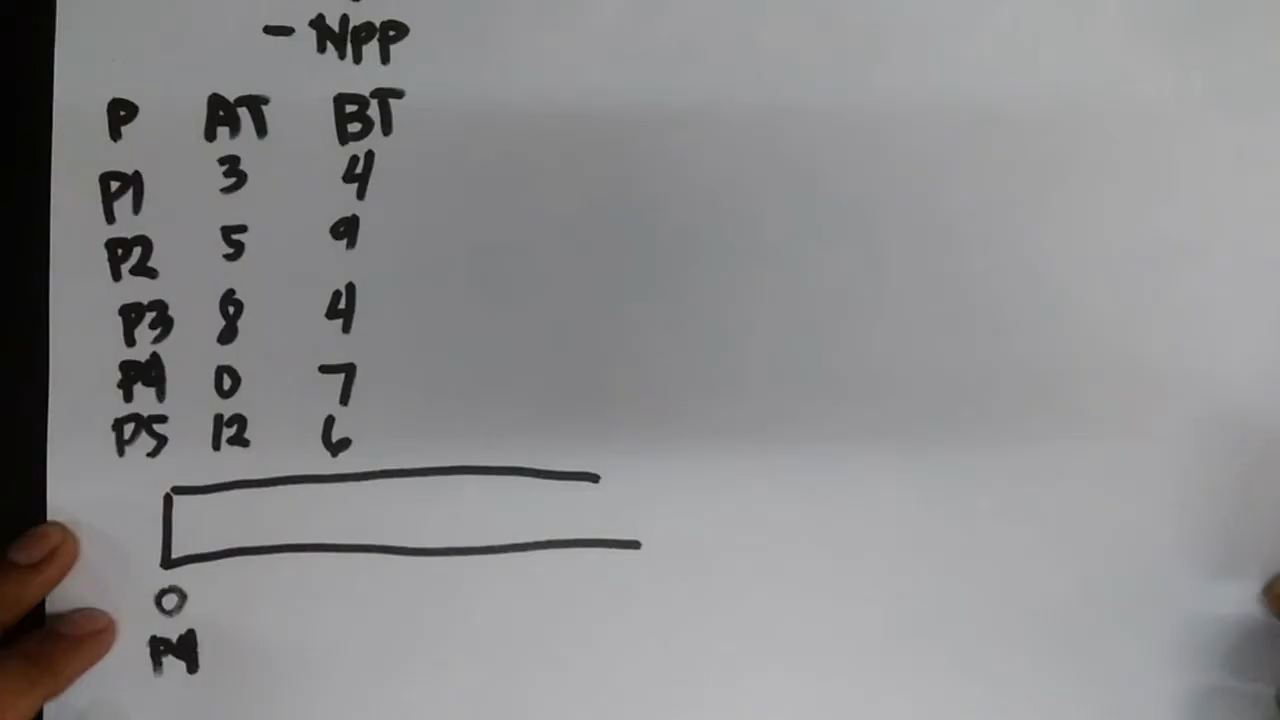 - NPP
P AT BT
P1 3 4
P2 5 9
P3 8 4
P4 0 7
P5 12 6
0
P4